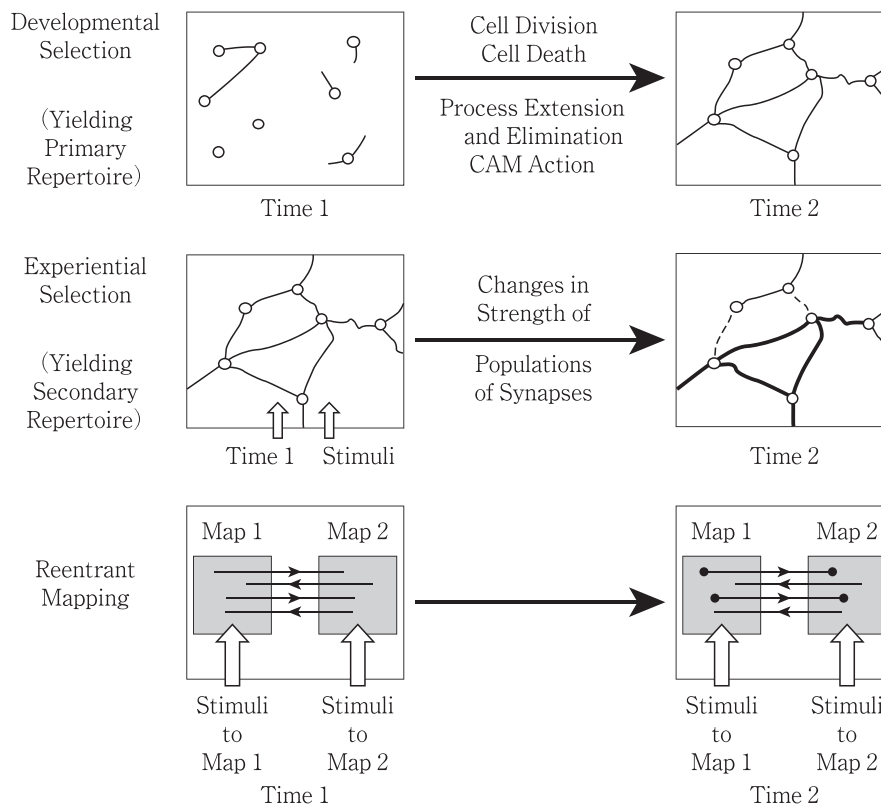 Developmental
Selection
(Yielding
Primary
Repertoire)
Cell Division
Cell Death
Process Extension
and Elimination
CAM Action
Time 1
Time 2
Experiential
Selection
(Yielding
Secondary
Repertoire)
Changes in
Strength of
Populations
of Synapses
Time 1
Stimuli
Time 2
Reentrant
Mapping
Map 1
Map 2
Map 1
Map 2
Stimuli
to
Map 1
Stimuli
to
Map 2
Stimuli
to
Map 1
Stimuli
to
Map 2
Time 1
Time 2